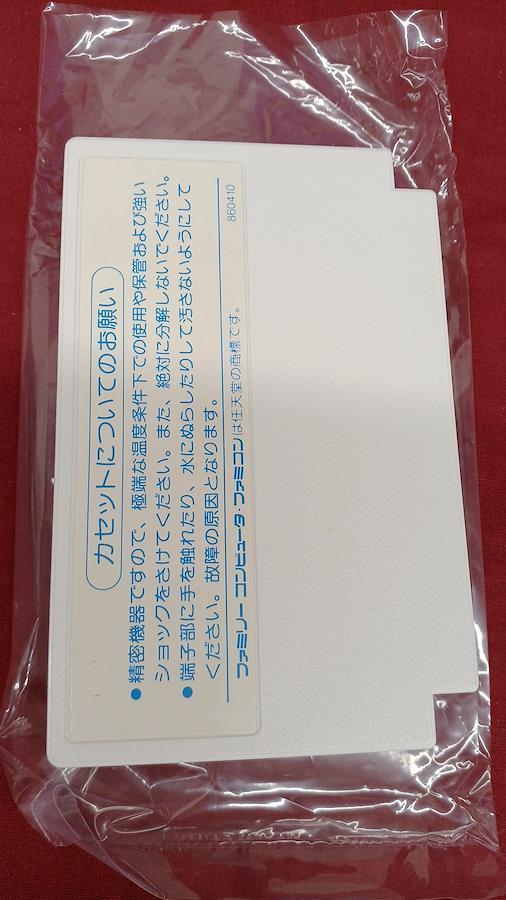 カセットについてのお願い
●精密機器ですので、極端な温度条件下での使用や保管および強い
ショックをさけてください。また、絶対に分解しないでください。
●端子部に手を触れたり、水にぬらしたりして汚さないようにして
ください。故障の原因となります。
860410
ファミリー コンピュータ・ファミコンは任天堂の商標です。